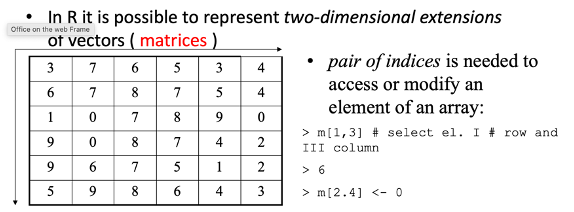 • In R it is possible to represent two-dimensional extensions
Office on the web Frame
of vectors ( matrices )
3 7 6 5 3 4
6 7 8 7 5 4
1 0 7 8 9 0
9 0 8 7 4 2
9 6 7 5 1 2
5 9 8 6 4 3
• pair of indices is needed to
access or modify an
element of an array:
> m[1,3] # select el. I # row and
III column
> 6
> m[2.4] <- 0